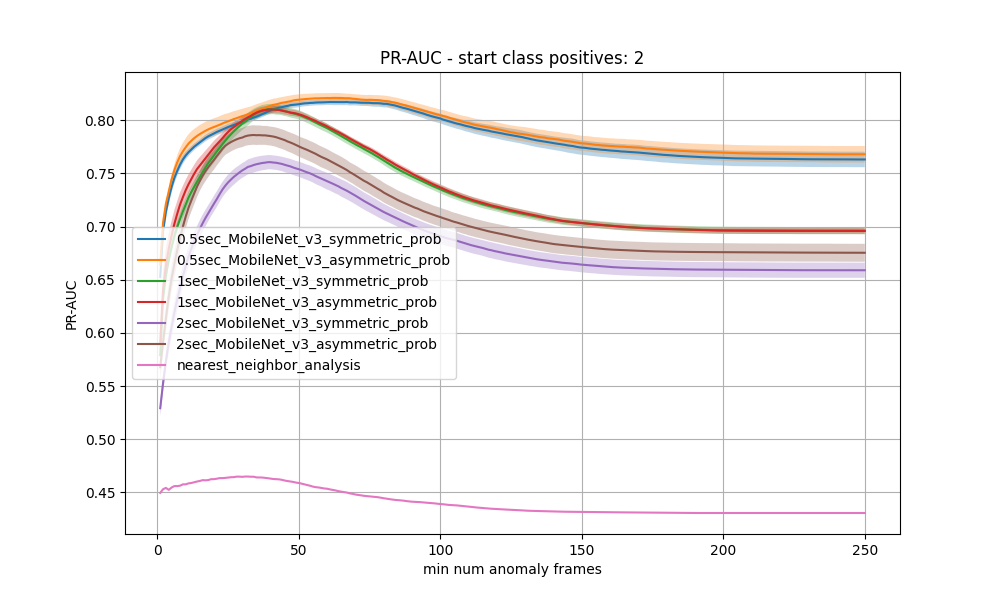 PR-AUC - start class positives: 2
PR-AUC
0.80
0.75
0.70
0.65
0.60
0.55
0.50
0.45
0.5sec_MobileNet_v3_symmetric_prob
0.5sec_MobileNet_v3_asymmetric_prob
1sec_MobileNet_v3_symmetric_prob
1sec_MobileNet_v3_asymmetric_prob
2sec_MobileNet_v3_symmetric_prob
2sec_MobileNet_v3_asymmetric_prob
nearest_neighbor_analysis
0 50 100 150 200 250
min num anomaly frames